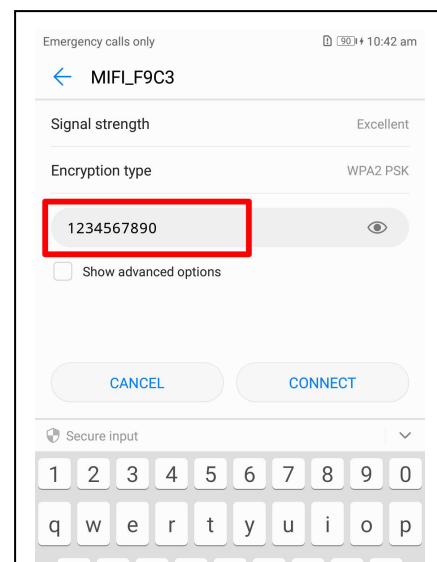 Emergency calls only 90 10:42 am
MIFI_F9C3
Signal strength Excellent
Encryption type WPA2 PSK
1234567890
Show advanced options
CANCEL CONNECT
Secure input
1 2 3 4 5 6 7 8 9 0
q w e r t y u i o p